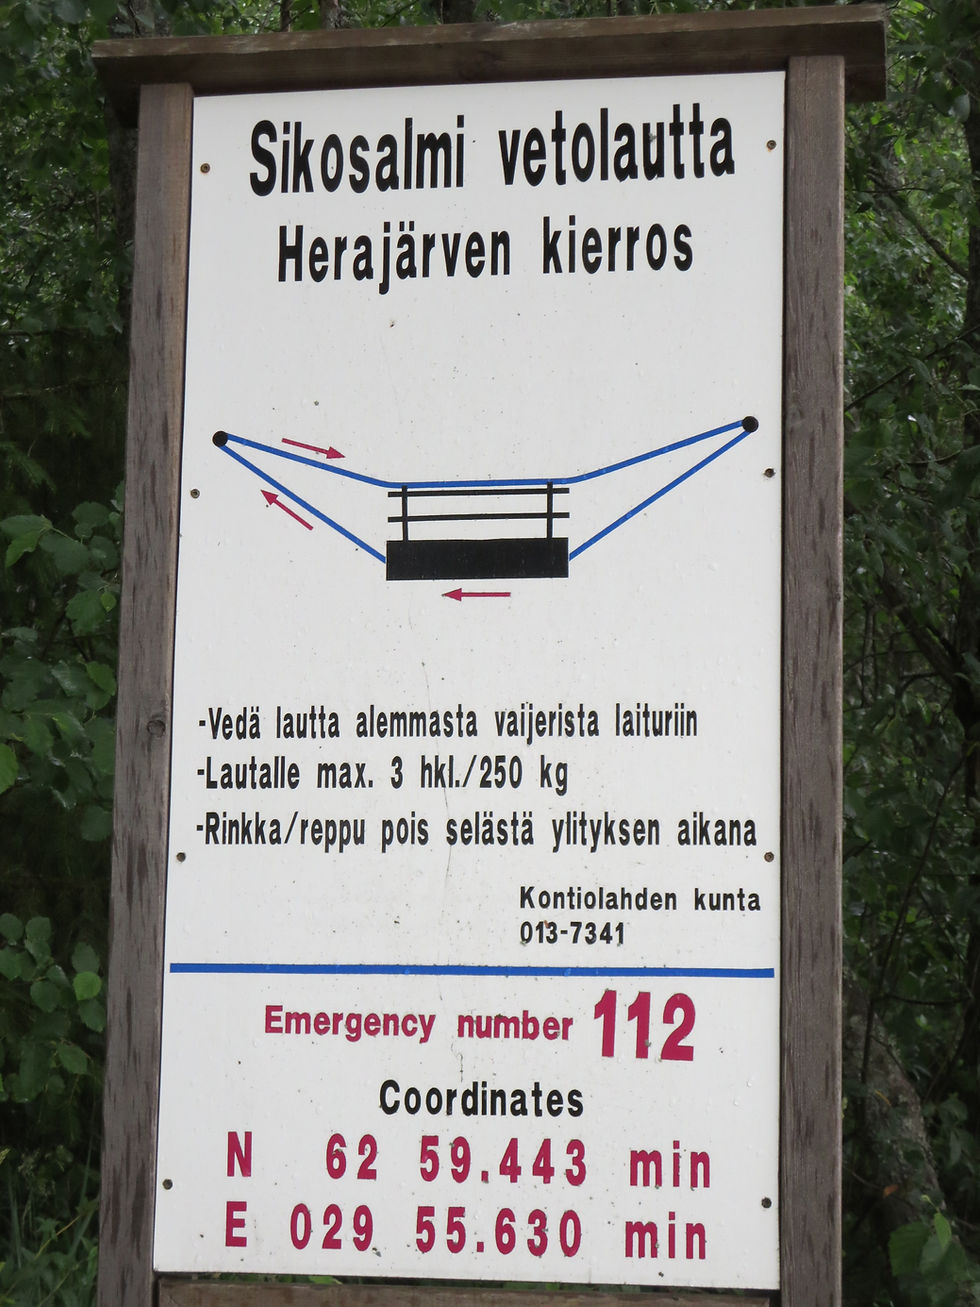 Sikosalmi vetolautta
Herajärven kierros
-Vedä lautta alemmasta vaijerista laituriin
-Lautalle max. 3 hkl./250 kg
-Rinkka/reppu pois selästä ylityksen aikana
Kontiolahden kunta
013-7341
Emergency number 112
Coordinates
N 62 59.443 min
E 029 55.630 min